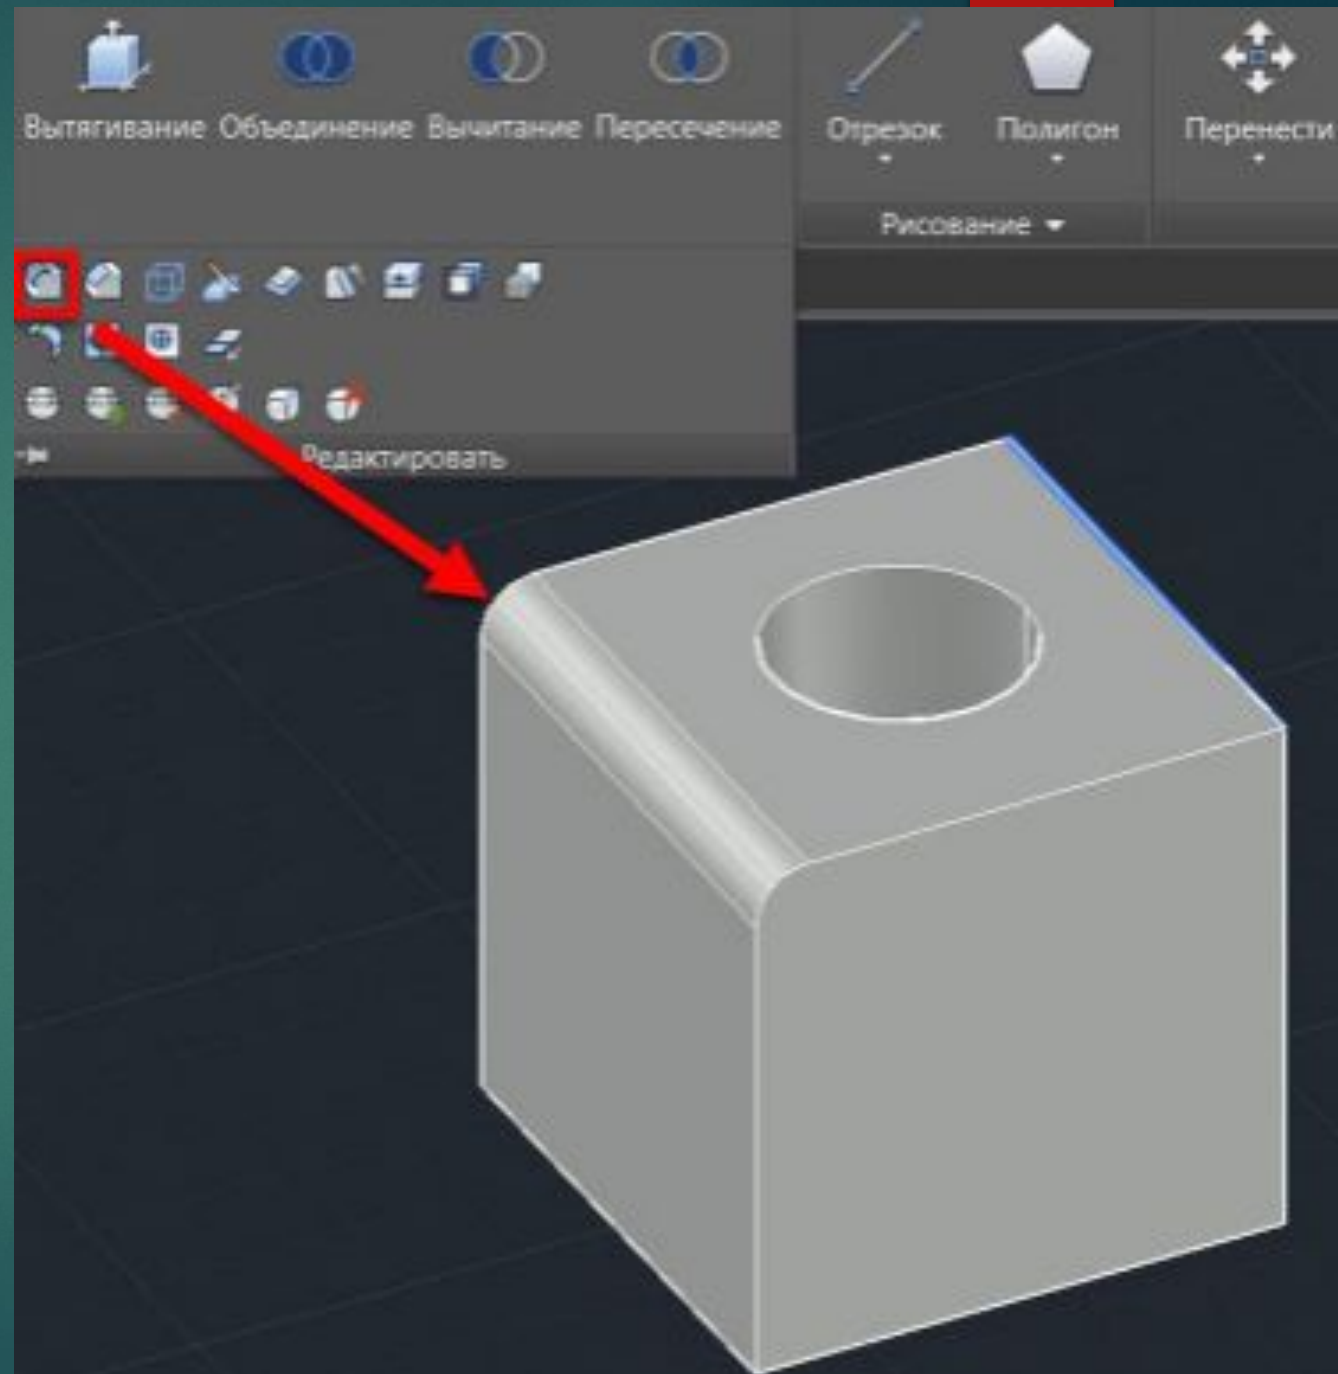 Вытягивание Объединение Вычитание Пересечение
Отрезок Полигон Перенести
Рисование
Редактировать